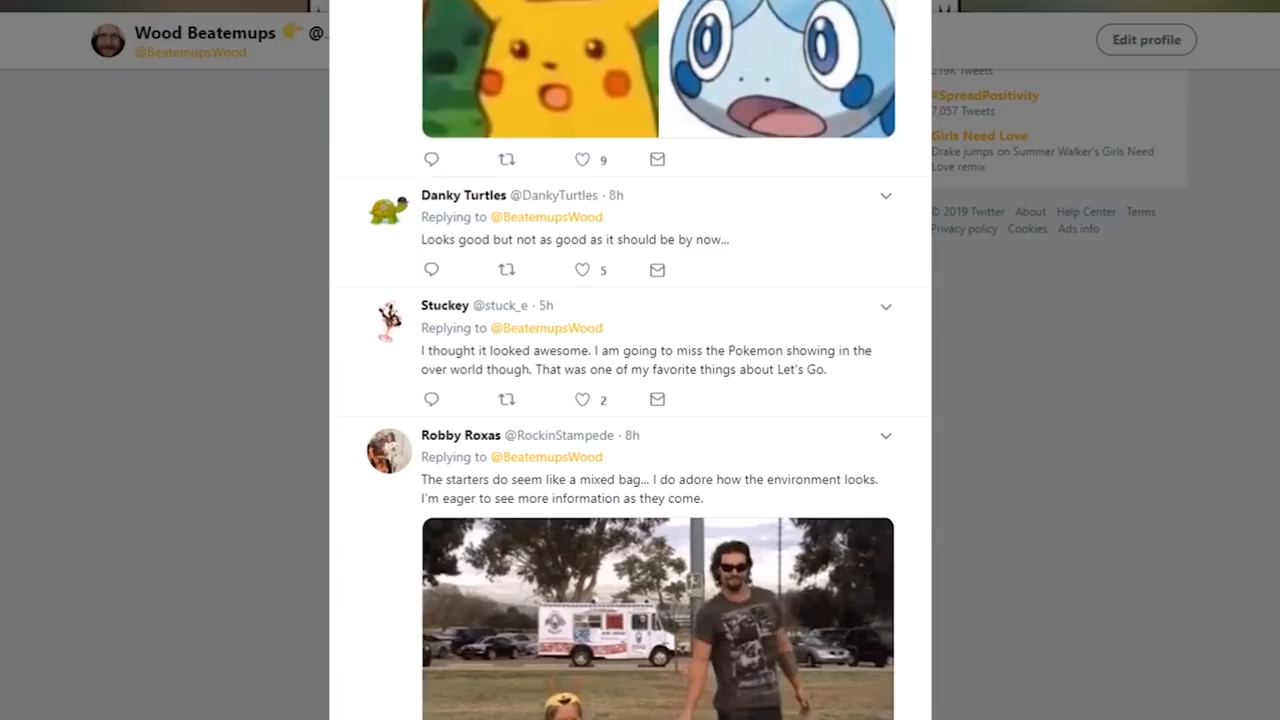 Wood Beatemups 👉 @...
@BeatemupsWood
Edit profile
219K Tweets
#SpreadPositivity
7,057 Tweets
Girls Need Love
Drake jumps on Summer Walker's Girls Need
Love remix
© 2019 Twitter About Help Center Terms
Privacy policy Cookies Ads info
9
Danky Turtles @DankyTurtles · 8h
Replying to @BeatemupsWood
Looks good but not as good as it should be by now...
5
Stuckey @stuck_e · 5h
Replying to @BeatemupsWood
I thought it looked awesome. I am going to miss the Pokemon showing in the
over world though. That was one of my favorite things about Let's Go.
2
Robby Roxas @RockinStampede · 8h
Replying to @BeatemupsWood
The starters do seem like a mixed bag... I do adore how the environment looks.
I'm eager to see more information as they come.